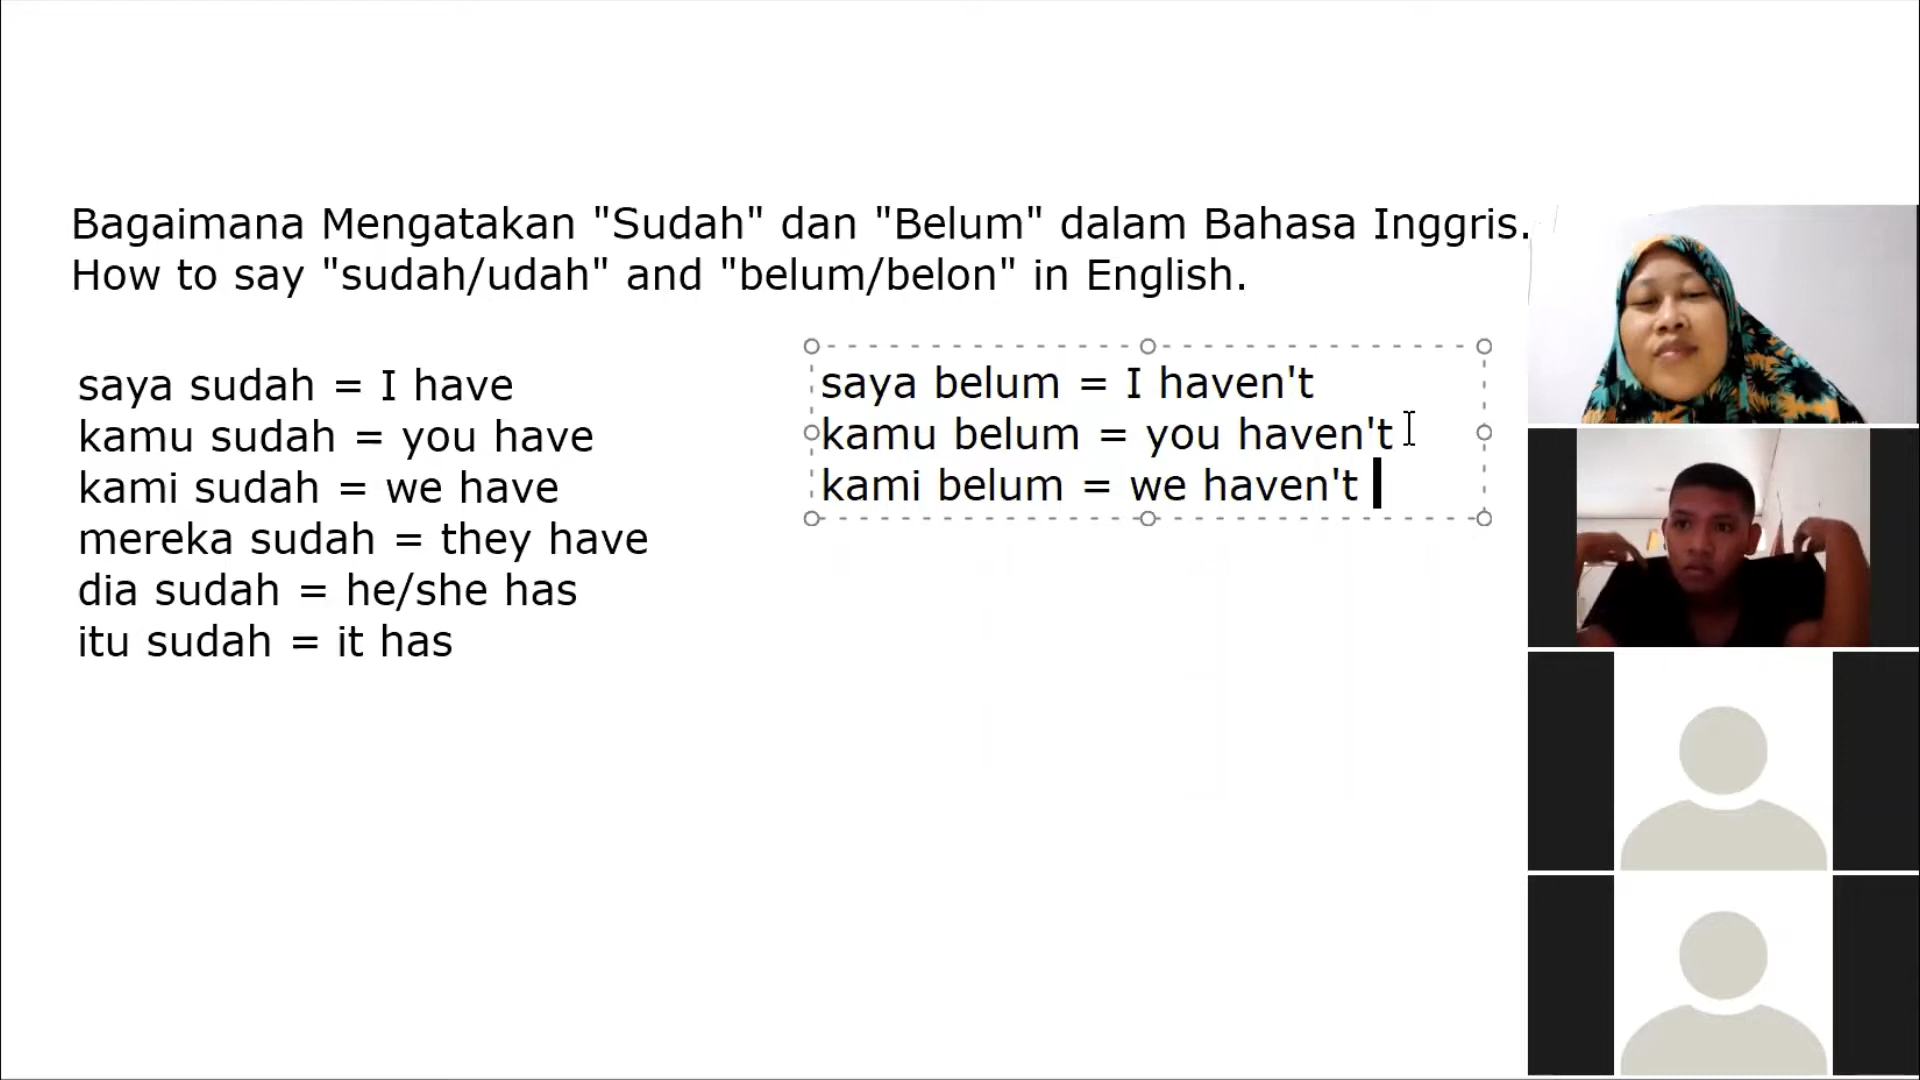 Bagaimana Mengatakan "Sudah" dan "Belum" dalam Bahasa Inggris.
How to say "sudah/udah" and "belum/belon" in English.
saya sudah = I have
kamu sudah = you have
kami sudah = we have
mereka sudah = they have
dia sudah = he/she has
itu sudah = it has
saya belum = I haven't
kamu belum = you haven't
kami belum = we haven't